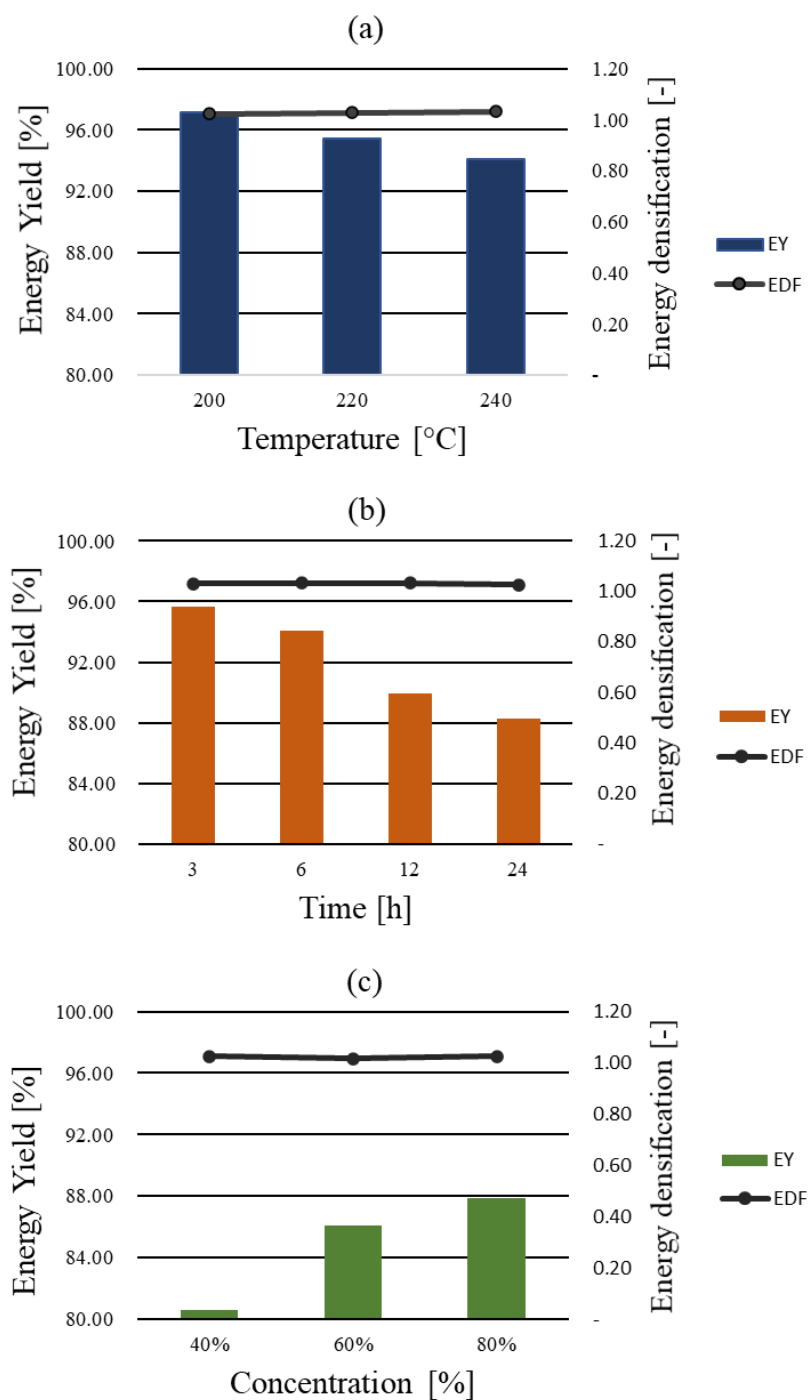 (a)
100.00
96.00
92.00
88.00
84.00
80.00
Energy Yield [%]
1.20
1.00
0.80
0.60
0.40
0.20
-
Energy densification [-]
200
220
240
Temperature [°C]
EY
EDF
(b)
100.00
96.00
92.00
88.00
84.00
80.00
Energy Yield [%]
1.20
1.00
0.80
0.60
0.40
0.20
-
Energy densification [-]
3
6
12
24
Time [h]
EY
EDF
(c)
100.00
96.00
92.00
88.00
84.00
80.00
Energy Yield [%]
1.20
1.00
0.80
0.60
0.40
0.20
-
Energy densification [-]
40%
60%
80%
Concentration [%]
EY
EDF